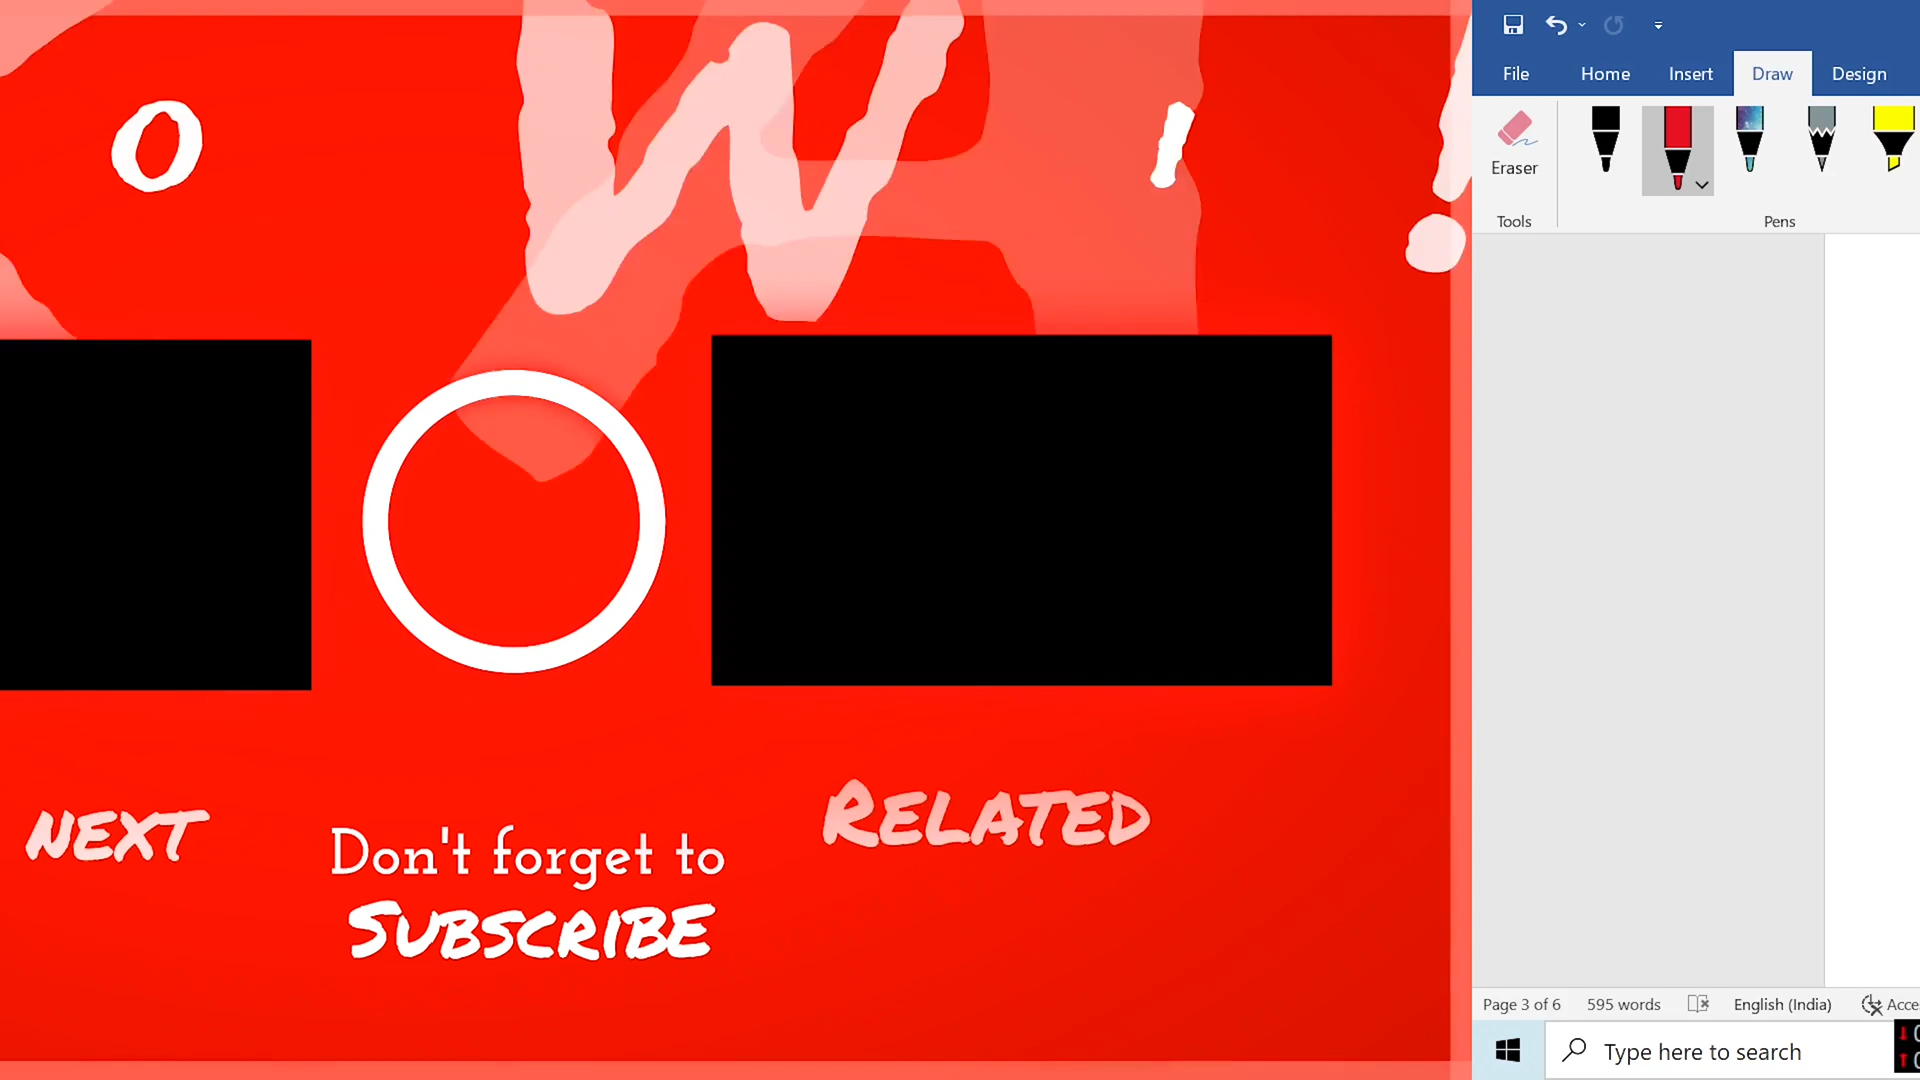 File Home Insert Draw Design
Eraser
Tools Pens
NEXT
Don't forget to
SUBSCRIBE
RELATED
Page 3 of 6 595 words English (India)
Type here to search